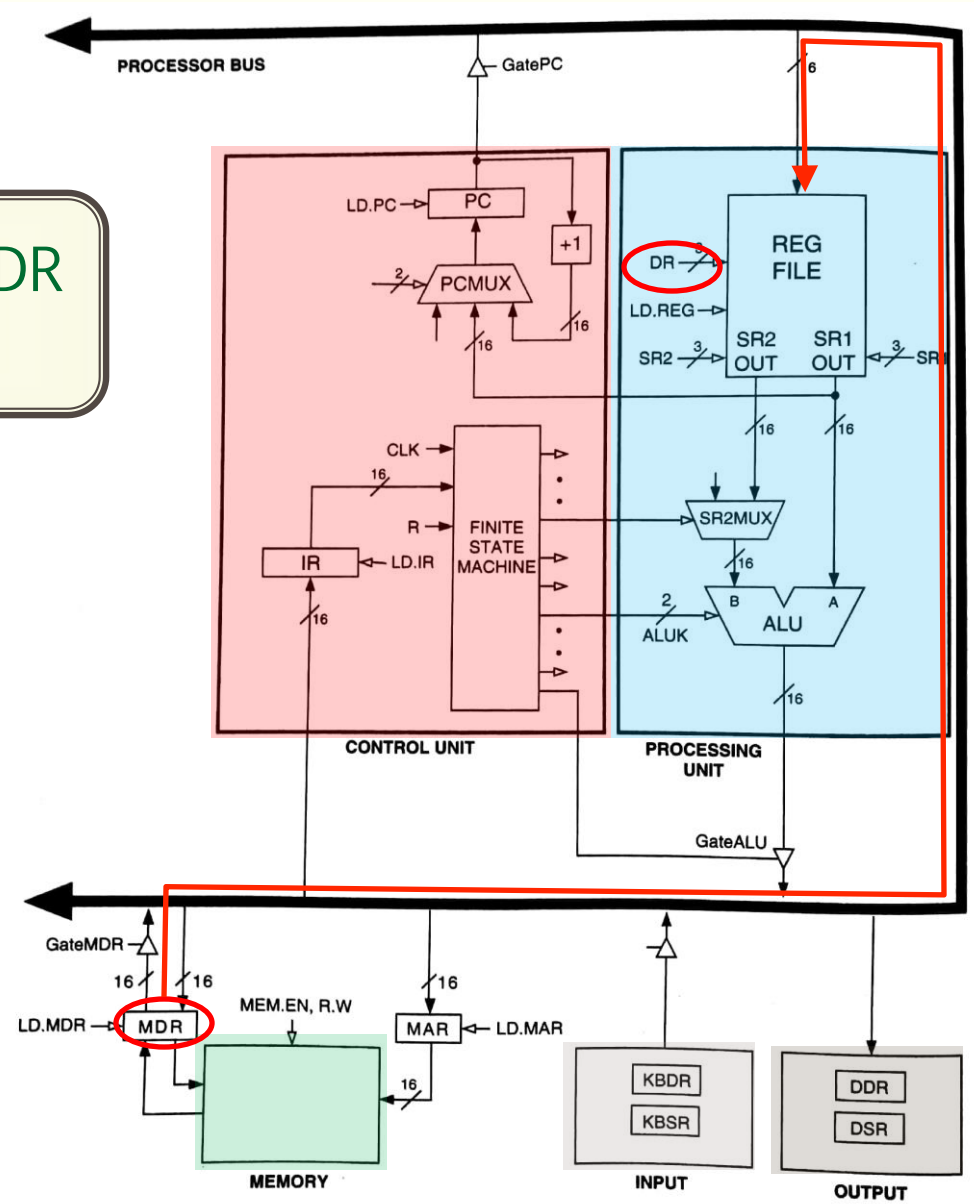 PROCESSOR BUS
GatePC
6
DR
LD.PC
PC
+1
2
PCMUX
16
16
REG
FILE
DR
3
LD.REG
SR2
3
SR2
OUT
SR1
OUT
3
SR1
16
16
CLK
16
R
FINITE
STATE
MACHINE
IR
LD.IR
16
SR2MUX
16
B
A
ALU
2
ALUK
16
CONTROL UNIT
PROCESSING
UNIT
GateALU
GateMDR
16
16
16
LD.MDR
MDR
MEM.EN, R.W
MAR
LD.MAR
16
KBDR
KBSR
DDR
DSR
MEMORY
INPUT
OUTPUT